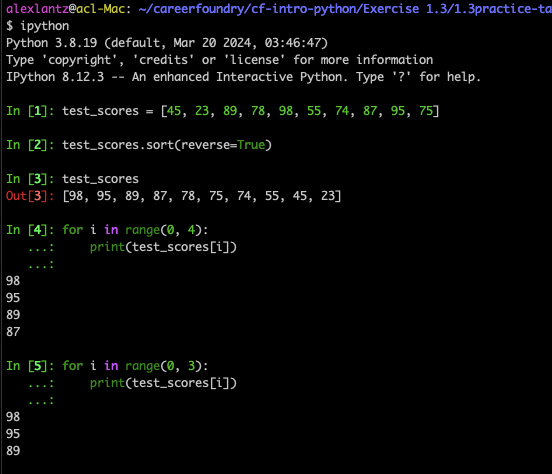 alexlantz@acl-Mac: ~/careerfoundry/cf-intro-python/Exercise 1.3/1.3practice-ta
$ ipython
Python 3.8.19 (default, Mar 20 2024, 03:46:47)
Type 'copyright', 'credits' or 'license' for more information
IPython 8.12.3 -- An enhanced Interactive Python. Type '?' for help.

In [1]: test_scores = [45, 23, 89, 78, 98, 55, 74, 87, 95, 75]

In [2]: test_scores.sort(reverse=True)

In [3]: test_scores
Out[3]: [98, 95, 89, 87, 78, 75, 74, 55, 45, 23]

In [4]: for i in range(0, 4):
   ...:     print(test_scores[i])
   ...:
98
95
89
87

In [5]: for i in range(0, 3):
   ...:     print(test_scores[i])
   ...:
98
95
89